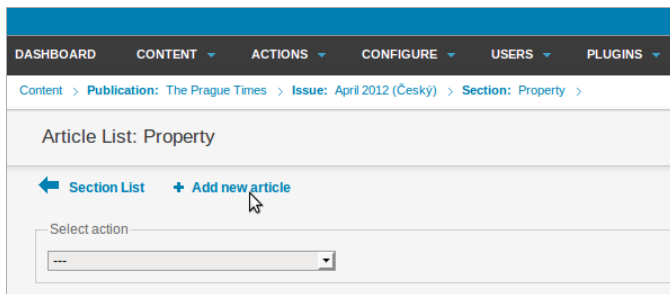 DASHBOARD CONTENT ACTIONS CONFIGURE USERS PLUGINS
Content > Publication: The Prague Times > Issue: April 2012 (Český) > Section: Property >
Article List: Property
Section List + Add new article
Select action
---